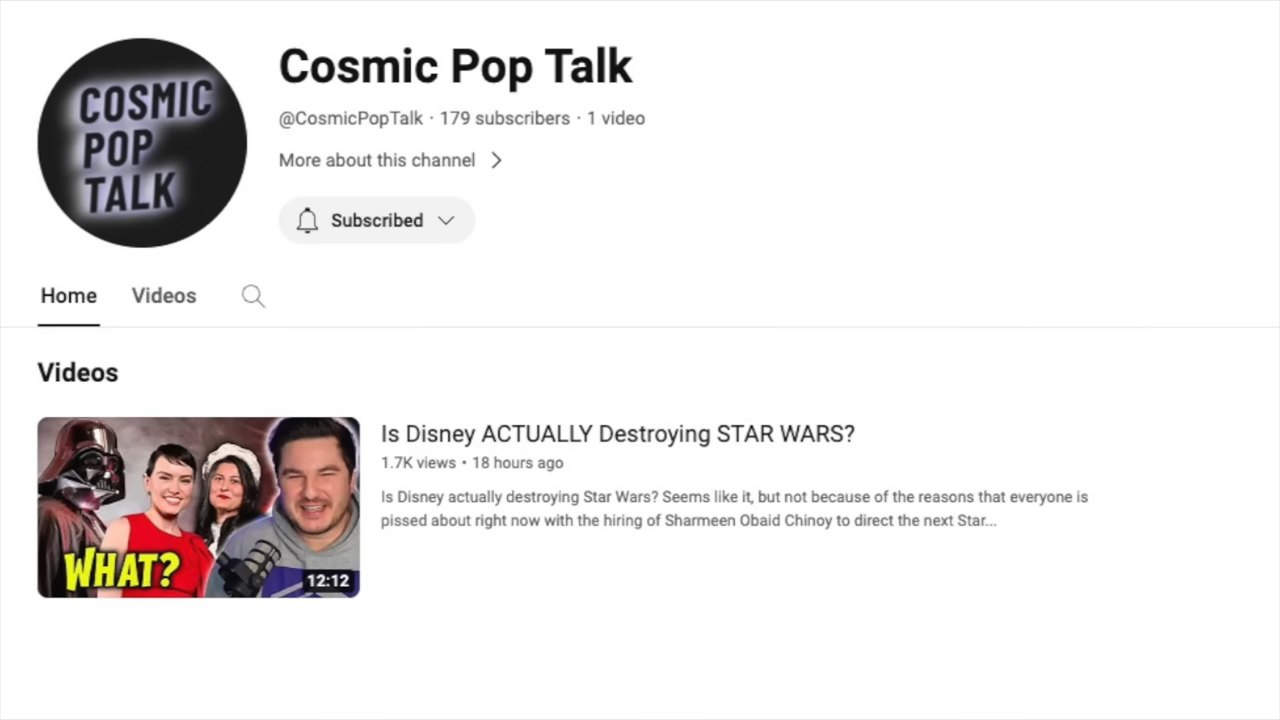 COSMIC
POP
TALK
Cosmic Pop Talk
@CosmicPopTalk · 179 subscribers · 1 video
More about this channel
Subscribed
Home Videos
Videos
WHAT?
12:12
Is Disney ACTUALLY Destroying STAR WARS?
1.7K views • 18 hours ago
Is Disney actually destroying Star Wars? Seems like it, but not because of the reasons that everyone is
pissed about right now with the hiring of Sharmeen Obaid Chinoy to direct the next Star...